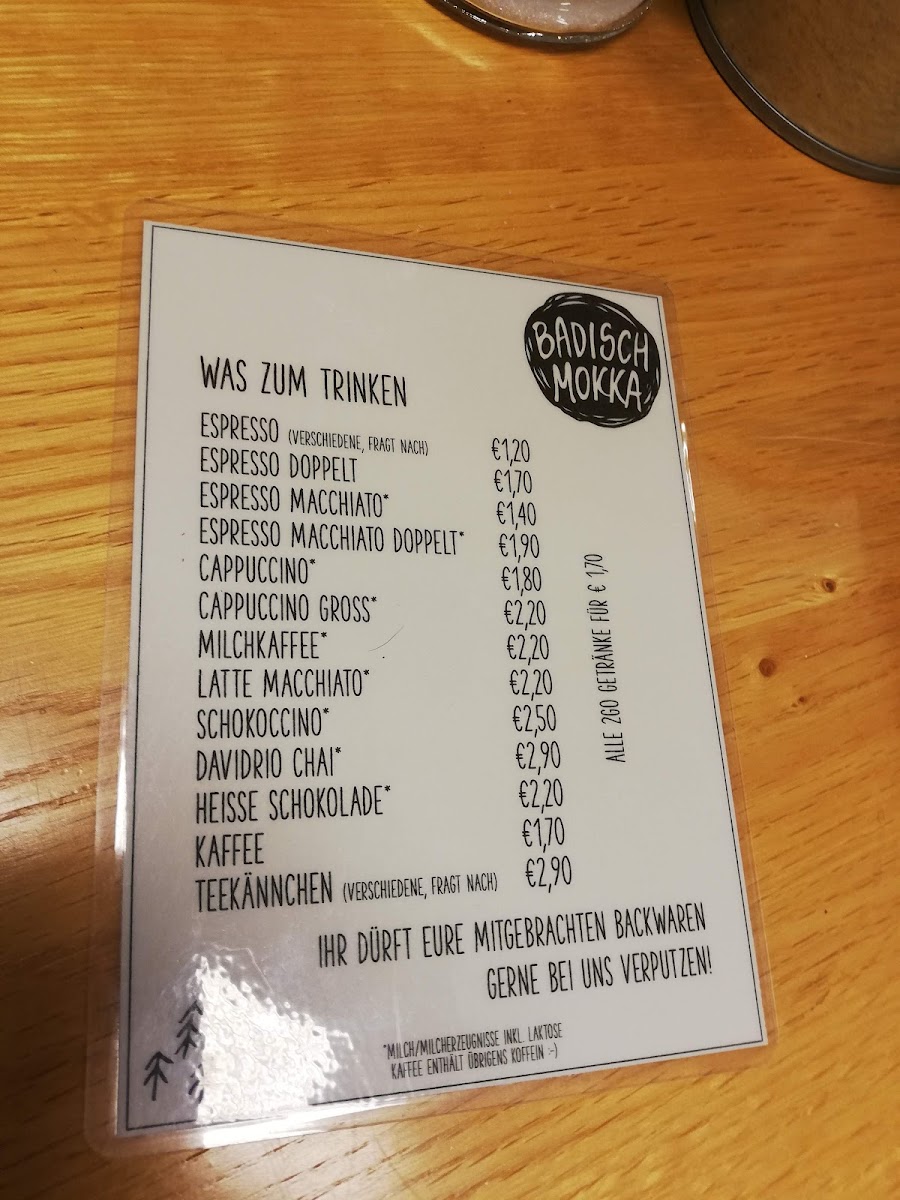 BADISCH
MOKKA
WAS ZUM TRINKEN
ESPRESSO (VERSCHIEDENE, FRAGT NACH) €1,20
ESPRESSO DOPPELT €1,70
ESPRESSO MACCHIATO* €1,40
ESPRESSO MACCHIATO DOPPELT* €1,90
CAPPUCCINO* €1,80
CAPPUCCINO GROSS* €2,20
MILCHKAFFEE* €2,20
LATTE MACCHIATO* €2,20
SCHOKOCCINO* €2,50
DAVIDRIO CHAI* €2,90
HEISSE SCHOKOLADE* €2,20
KAFFEE €1,70
TEEKÄNNCHEN (VERSCHIEDENE, FRAGT NACH) €2,90
ALLE 2GO GETRÄNKE FÜR € 1,70
IHR DÜRFT EURE MITGEBRACHTEN BACKWAREN
GERNE BEI UNS VERPUTZEN!
*MILCH/MILCHERZEUGNISSE INKL. LAKTOSE
KAFFEE ENTHÄLT ÜBRIGENS KOFFEIN :-)